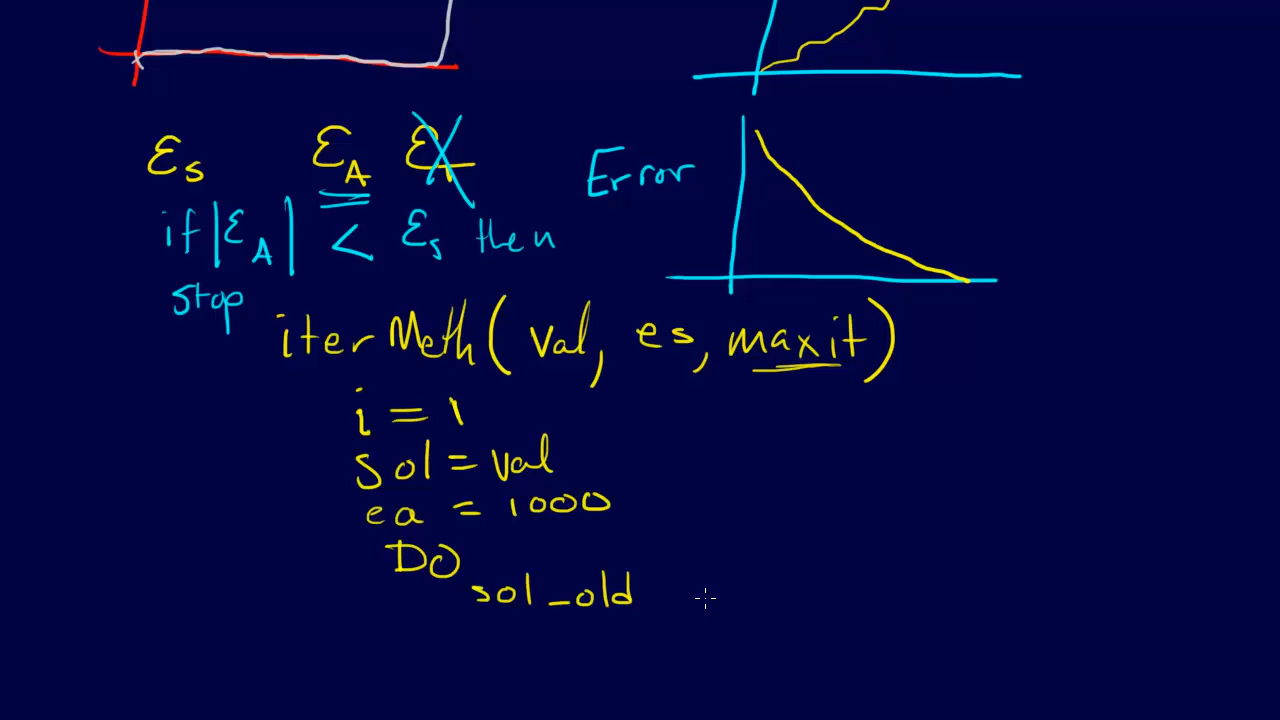 εs εA εT
Error
if |εA| < εs then
stop
iterMeth(val, es, maxit)
i = 1
sol = val
ea = 1000
DO
sol_old